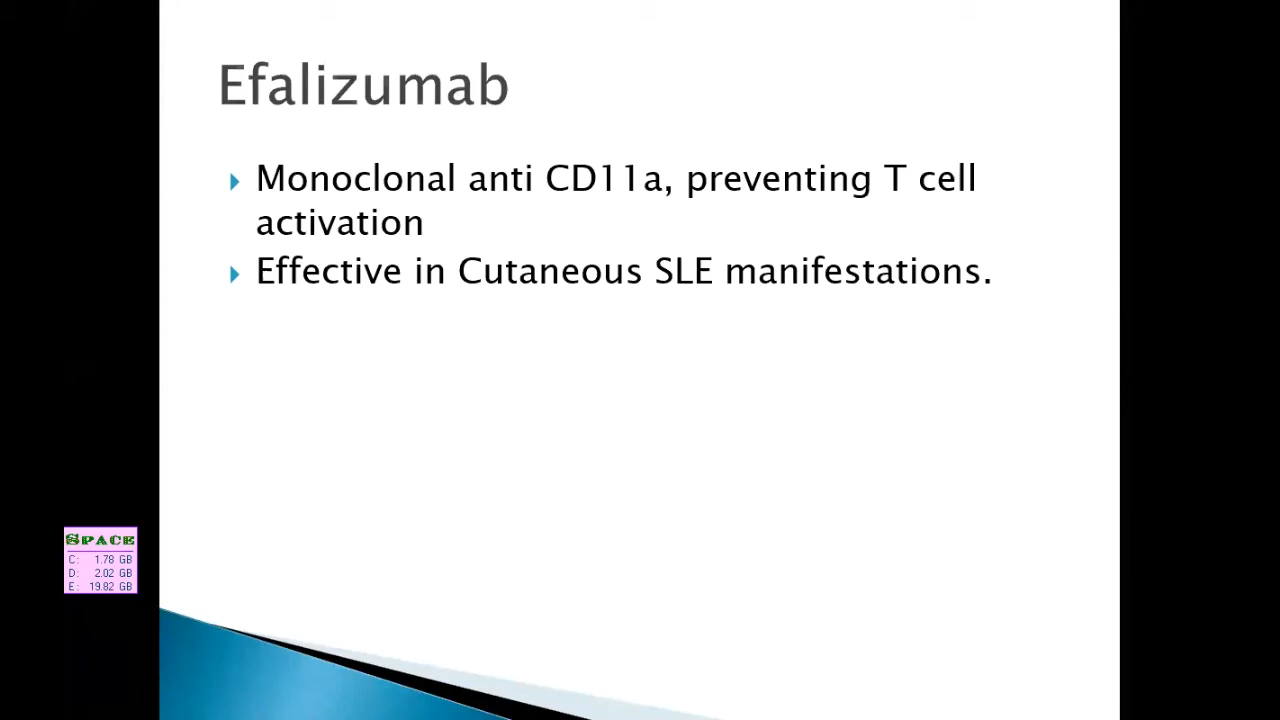 Efalizumab
Monoclonal anti CD11a, preventing T cell
activation
Effective in Cutaneous SLE manifestations.
SPACE
C: 1.78 GB
D: 2.02 GB
E: 19.82 GB